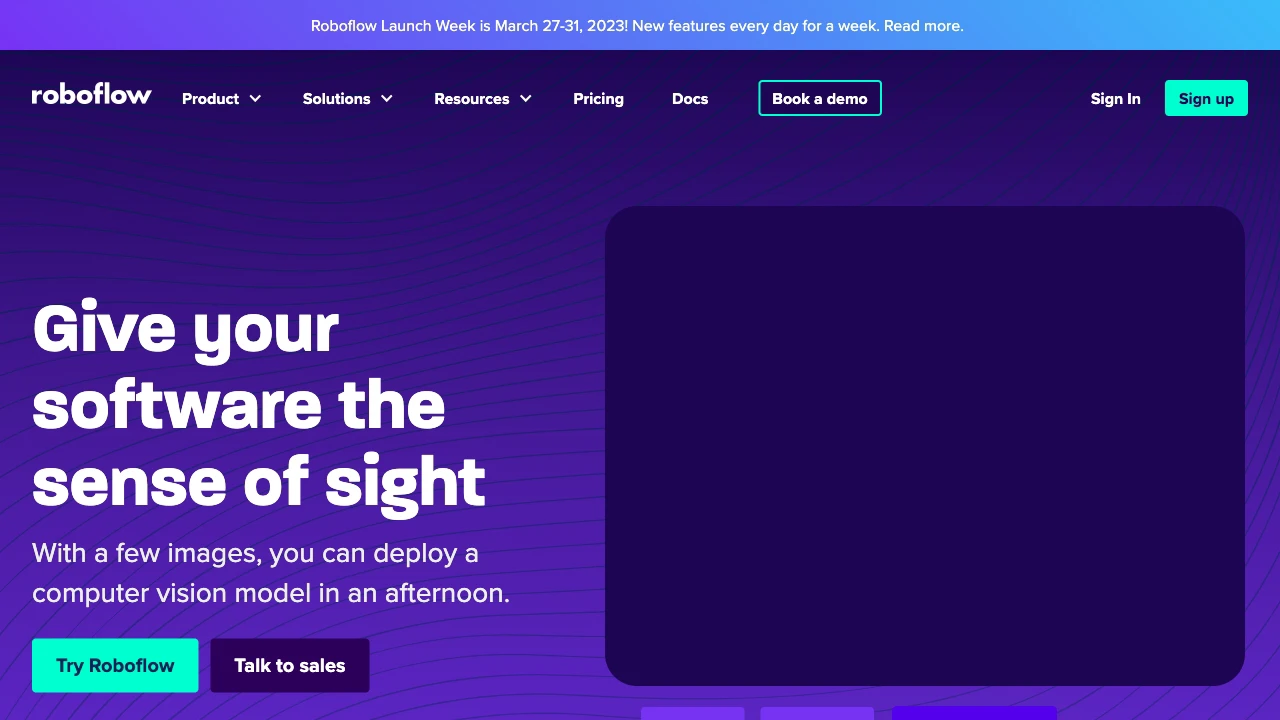 Roboflow Launch Week is March 27-31, 2023! New features every day for a week. Read more.
roboflow Product Solutions Resources Pricing Docs Book a demo Sign In Sign up
Give your
software the
sense of sight
With a few images, you can deploy a
computer vision model in an afternoon.
Try Roboflow Talk to sales